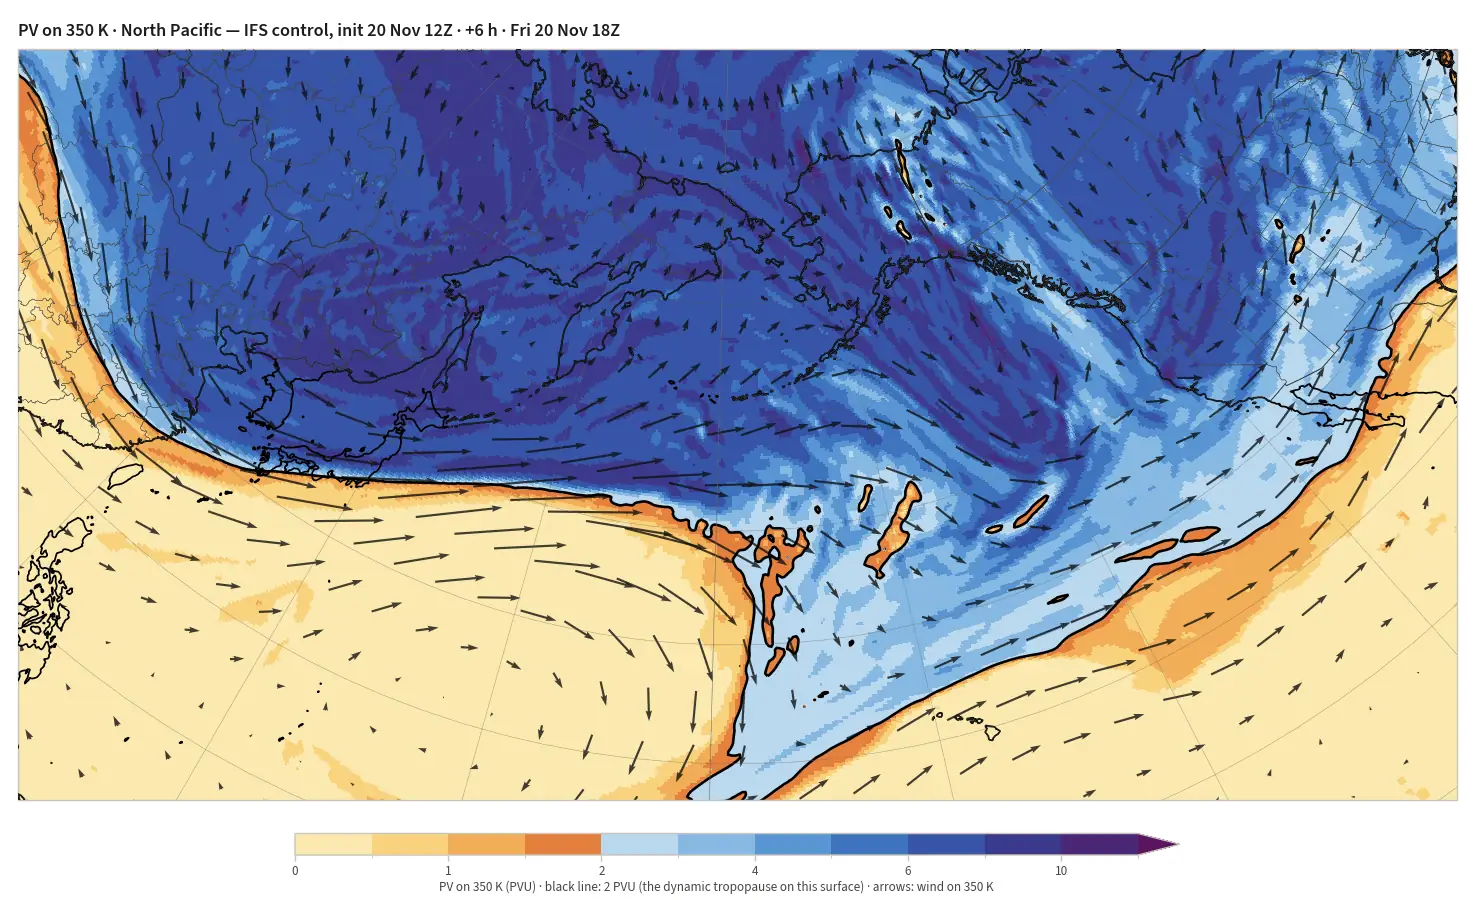 PV on 350 K · North Pacific — IFS control, init 20 Nov 12Z · +6 h · Fri 20 Nov 18Z
0 1 2 4 6 10
PV on 350 K (PVU) · black line: 2 PVU (the dynamic tropopause on this surface) · arrows: wind on 350 K